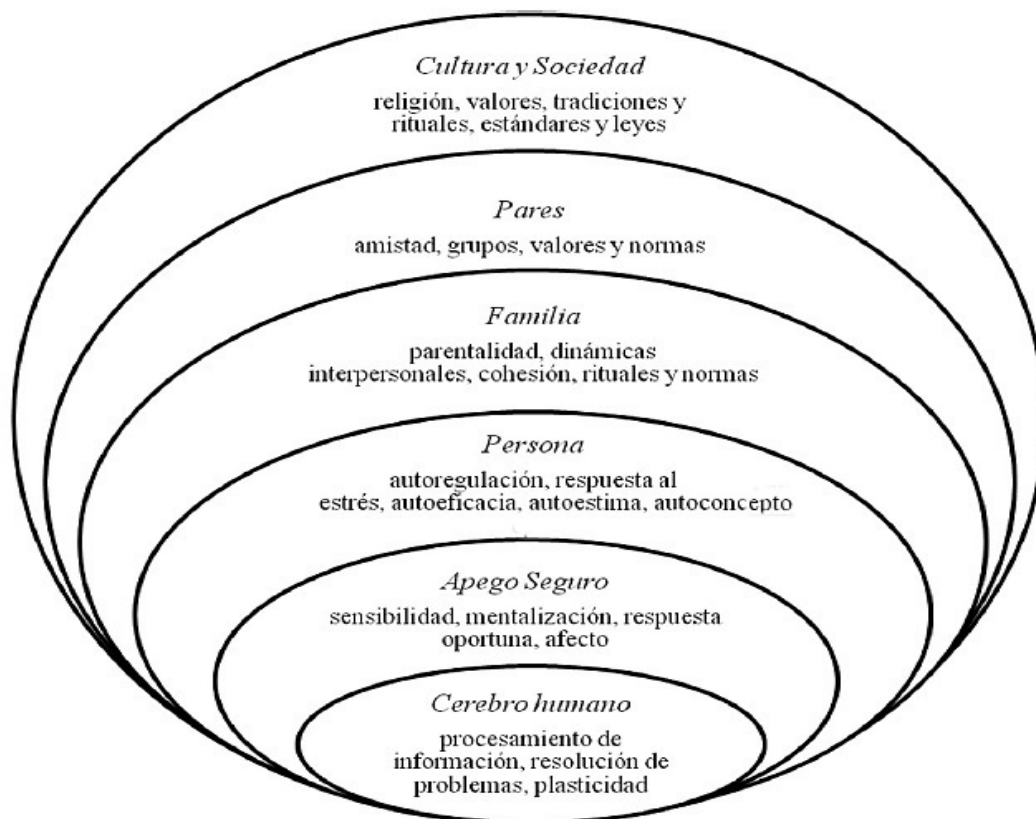 Cultura y Sociedad
religión, valores, tradiciones y
rituales, estándares y leyes
Pares
amistad, grupos, valores y normas
Familia
parentalidad, dinámicas
interpersonales, cohesión, rituales y normas
Persona
autoregulación, respuesta al
estrés, autoeficacia, autoestima, autoconcepto
Apego Seguro
sensibilidad, mentalización, respuesta
oportuna, afecto
Cerebro humano
procesamiento de
información, resolución de
problemas, plasticidad